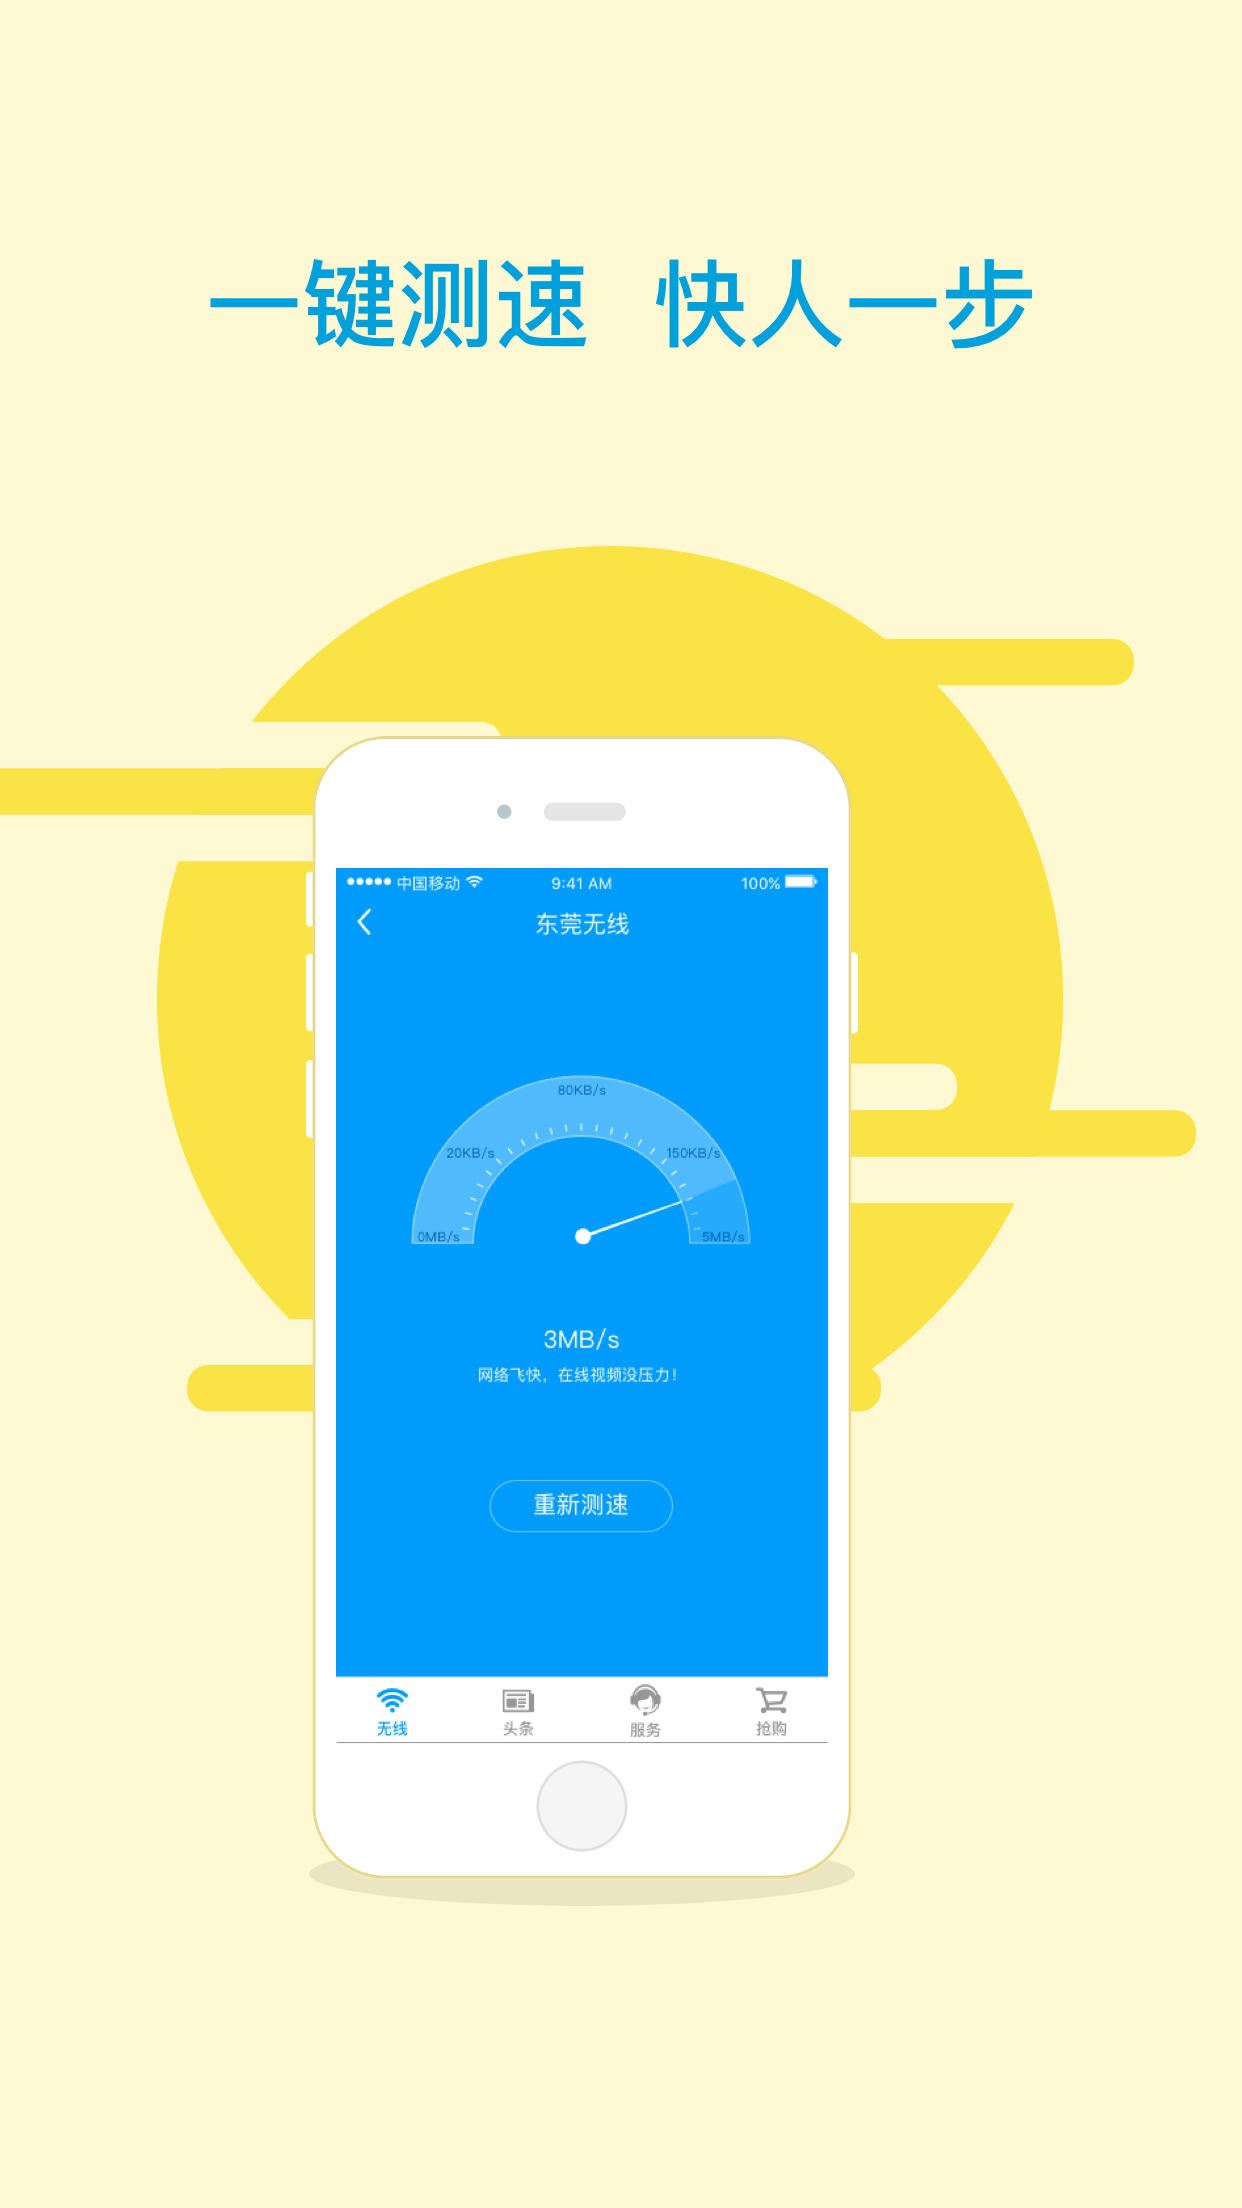 一键测速 快人一步
中国移动 9:41 AM 100%
东莞无线
80KB/s
20KB/s 150KB/s
0MB/s 5MB/s
3MB/s
网络飞快，在线视频没压力！
重新测速
无线 头条 服务 抢购